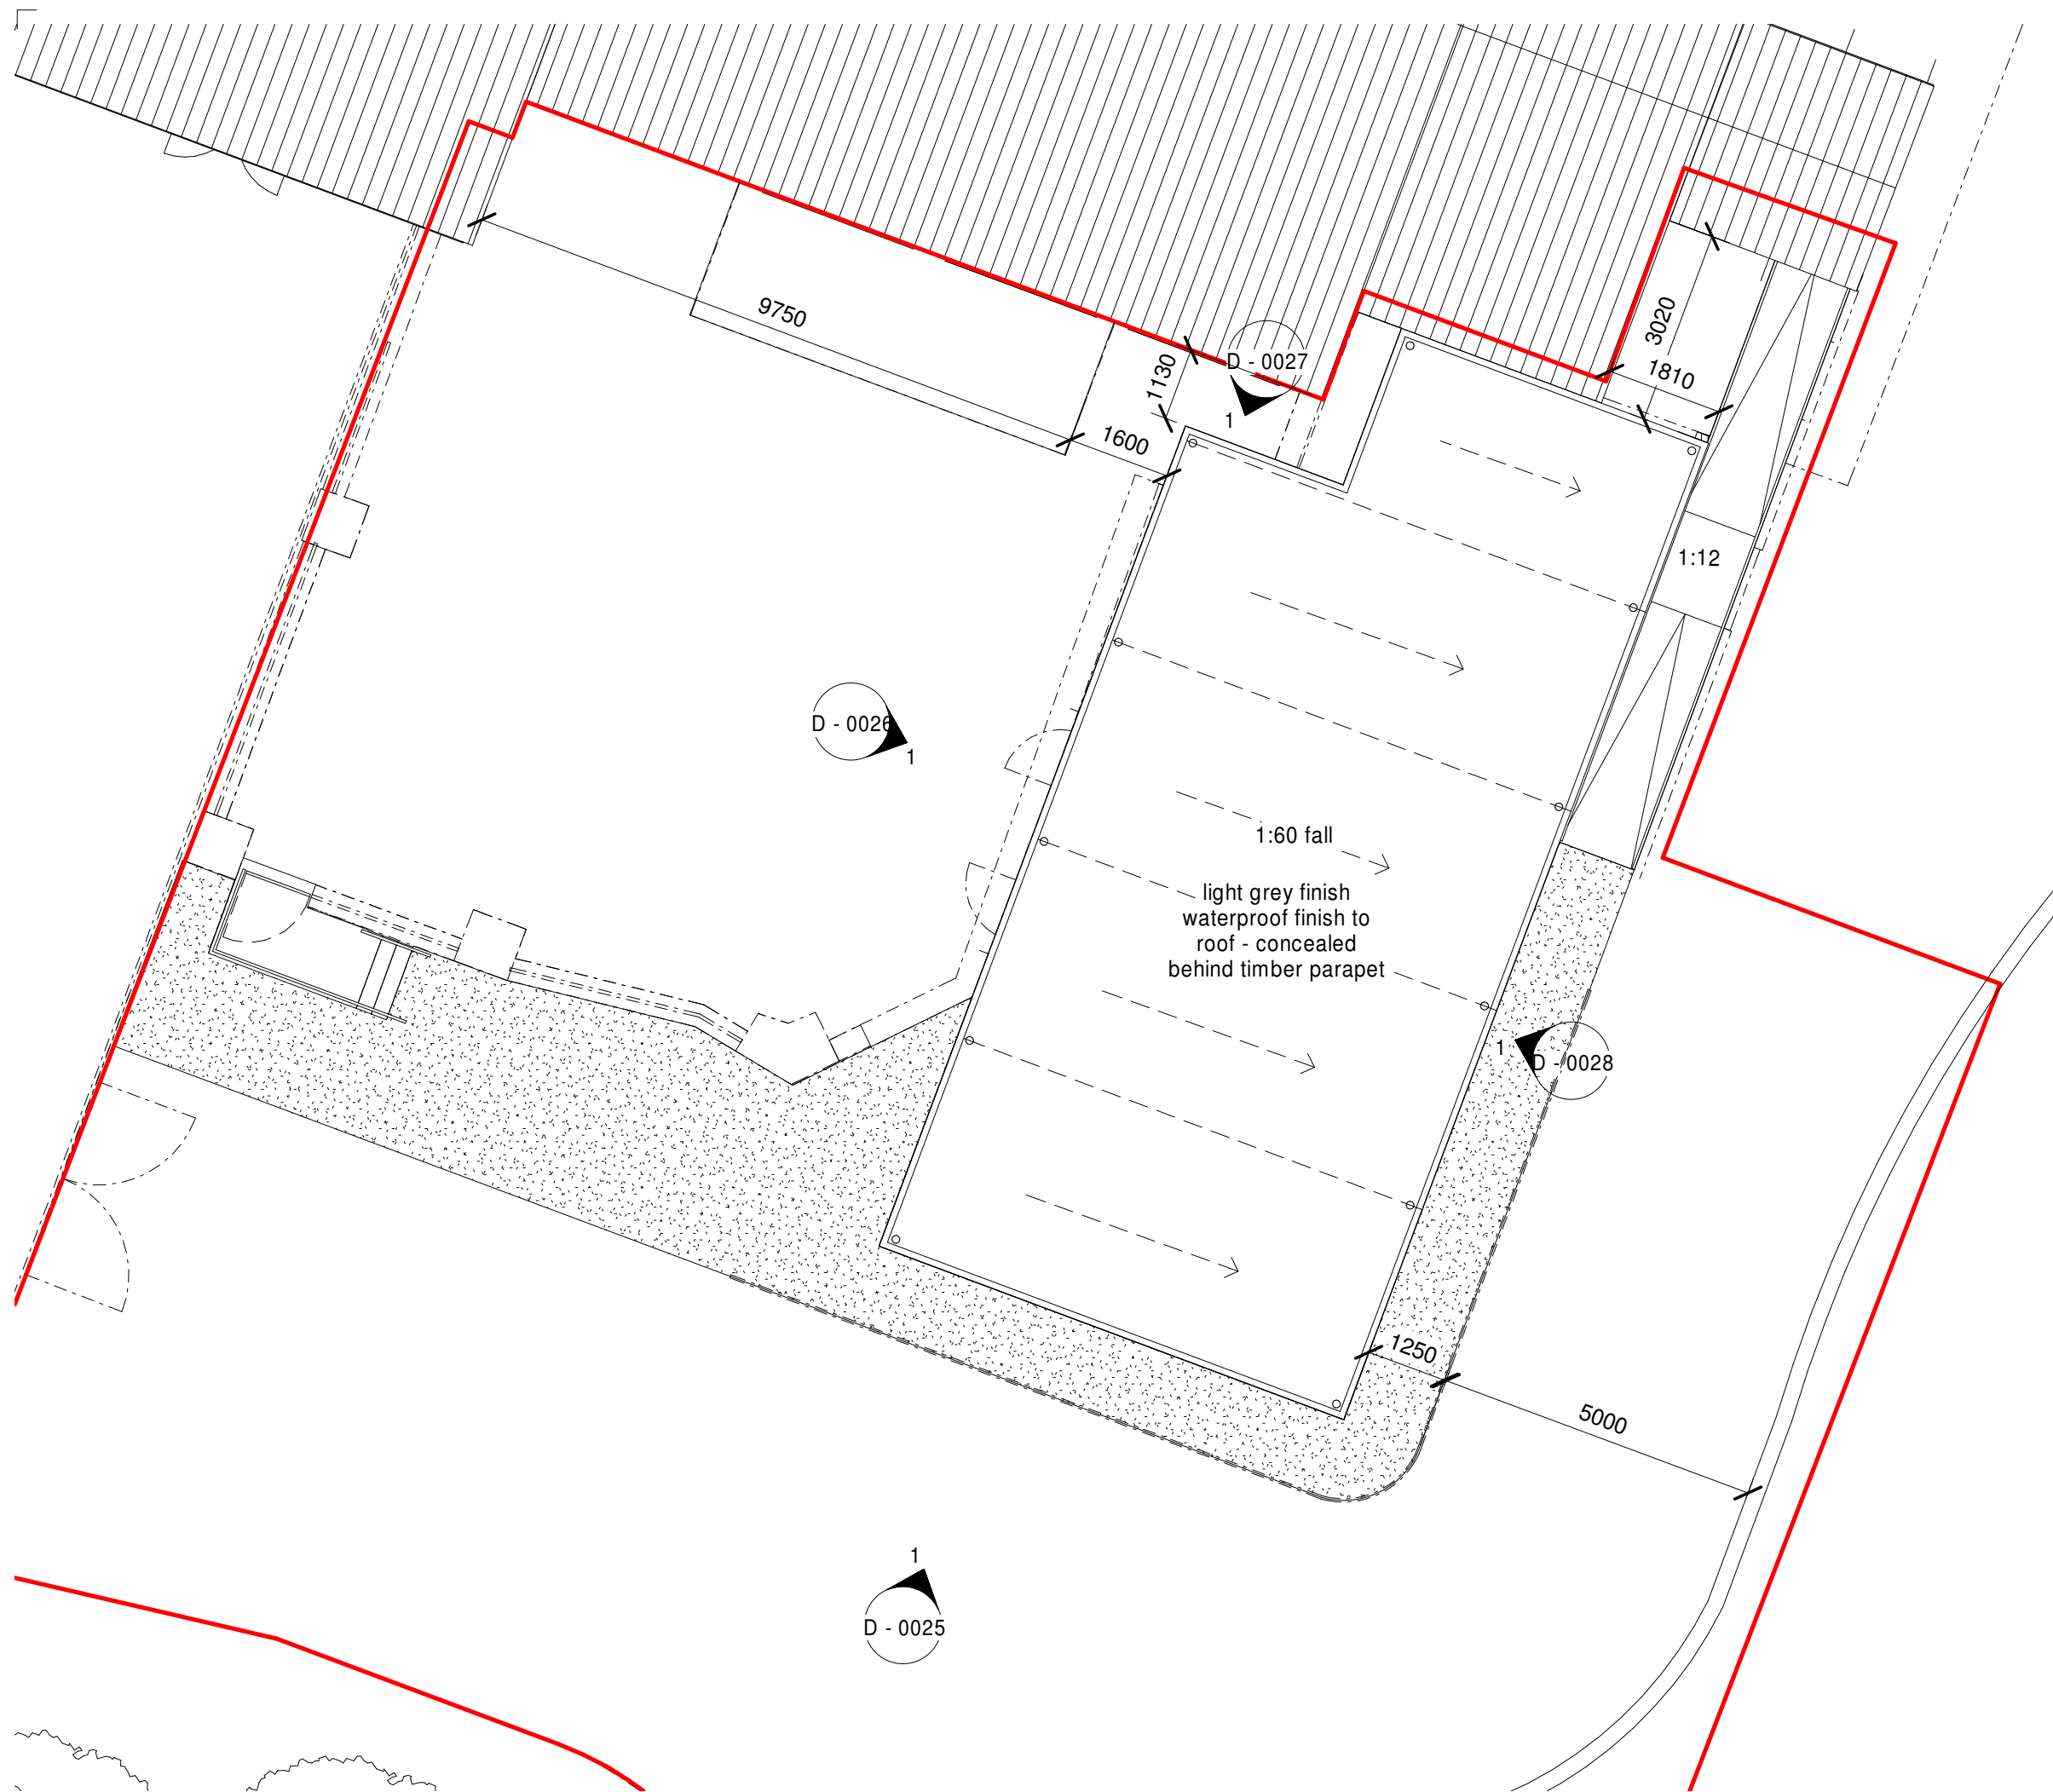 9750
1130
D - 0027
1
3020
1810
1600
1:12
D - 0026
1
1:60 fall
light grey finish
waterproof finish to
roof - concealed
behind timber parapet
1
D - 0028
1250
5000
1
D - 0025